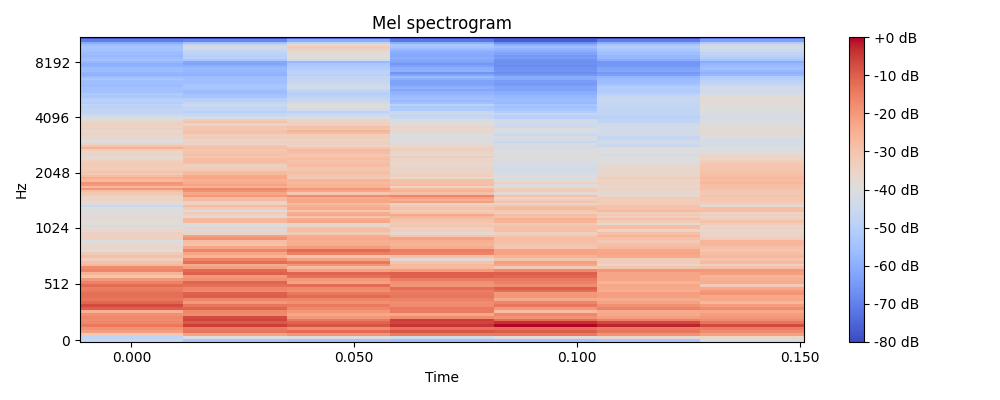 Mel spectrogram
Hz
8192
4096
2048
1024
512
0
0.000
0.050
0.100
0.150
Time
+0 dB
-10 dB
-20 dB
-30 dB
-40 dB
-50 dB
-60 dB
-70 dB
-80 dB